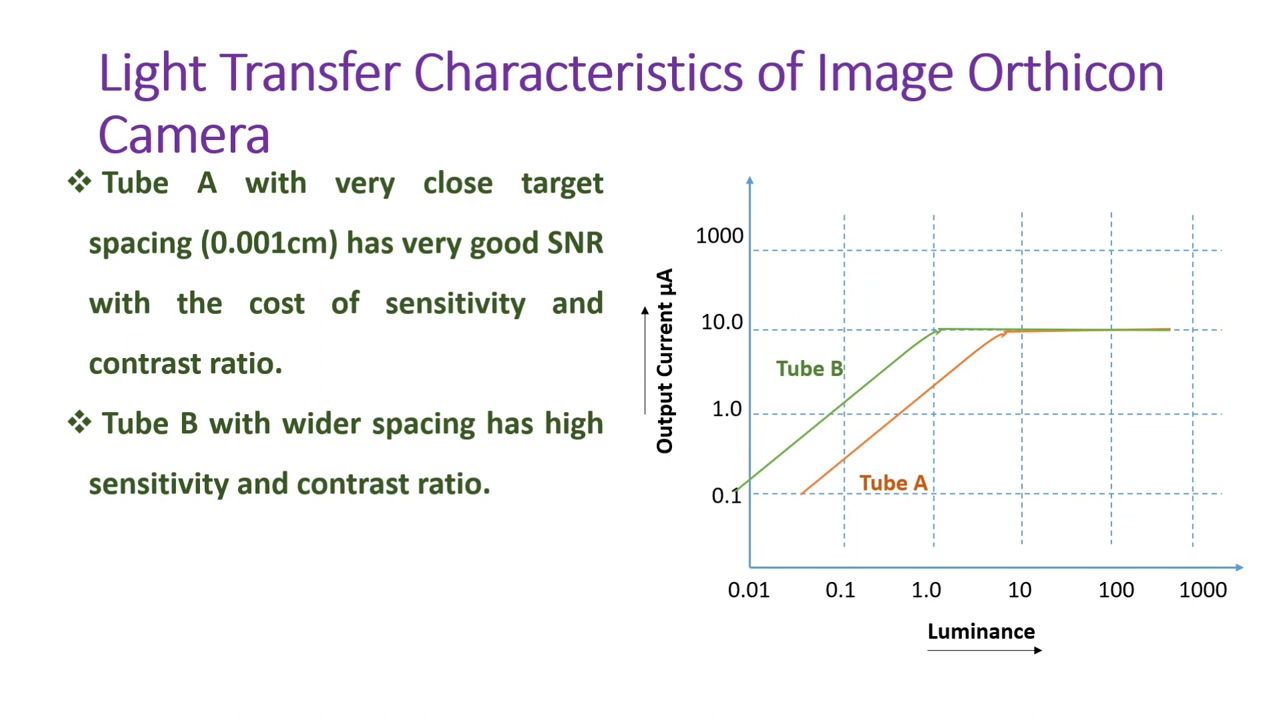 Light Transfer Characteristics of Image Orthicon
Camera
❖ Tube A with very close target
spacing (0.001cm) has very good SNR
with the cost of sensitivity and
contrast ratio.
❖ Tube B with wider spacing has high
sensitivity and contrast ratio.
Output Current µA
1000
10.0
1.0
0.1
Tube B
Tube A
0.01 0.1 1.0 10 100 1000
Luminance